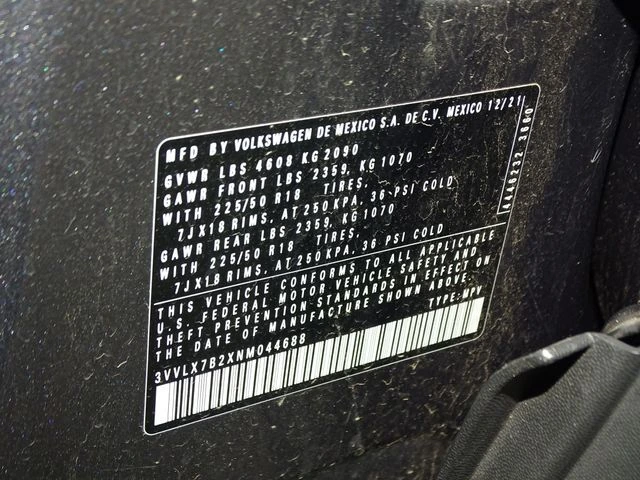 MFD BY VOLKSWAGEN DE MEXICO S.A. DE C.V. MEXICO 12/21
GVWR LBS 4608 KG 2090
GAWR FRONT LBS 2359, KG 1070
WITH 225/50 R18 TIRES,
7JX18 RIMS, AT 250 KPA, 36 PSI COLD
GAWR REAR LBS 2359, KG 1070
WITH 225/50 R18 TIRES,
7JX18 RIMS, AT 250 KPA, 36 PSI COLD
THIS VEHICLE CONFORMS TO ALL APPLICABLE
U.S. FEDERAL MOTOR VEHICLE SAFETY AND
THEFT PREVENTION STANDARDS IN EFFECT ON
THE DATE OF MANUFACTURE SHOWN ABOVE
TYPE: MPV
3VVLX7B2XNM044688
3660